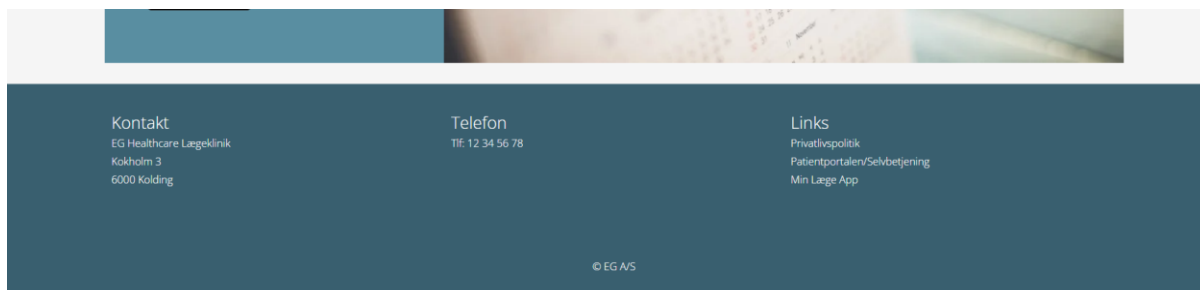 Kontakt
EG Healthcare Lægeklinik
Kokholm 3
6000 Kolding
Telefon
Tlf: 12 34 56 78
Links
Privatlivspolitik
Patientportalen/Selvbetjening
Min Læge App
© EG A/S